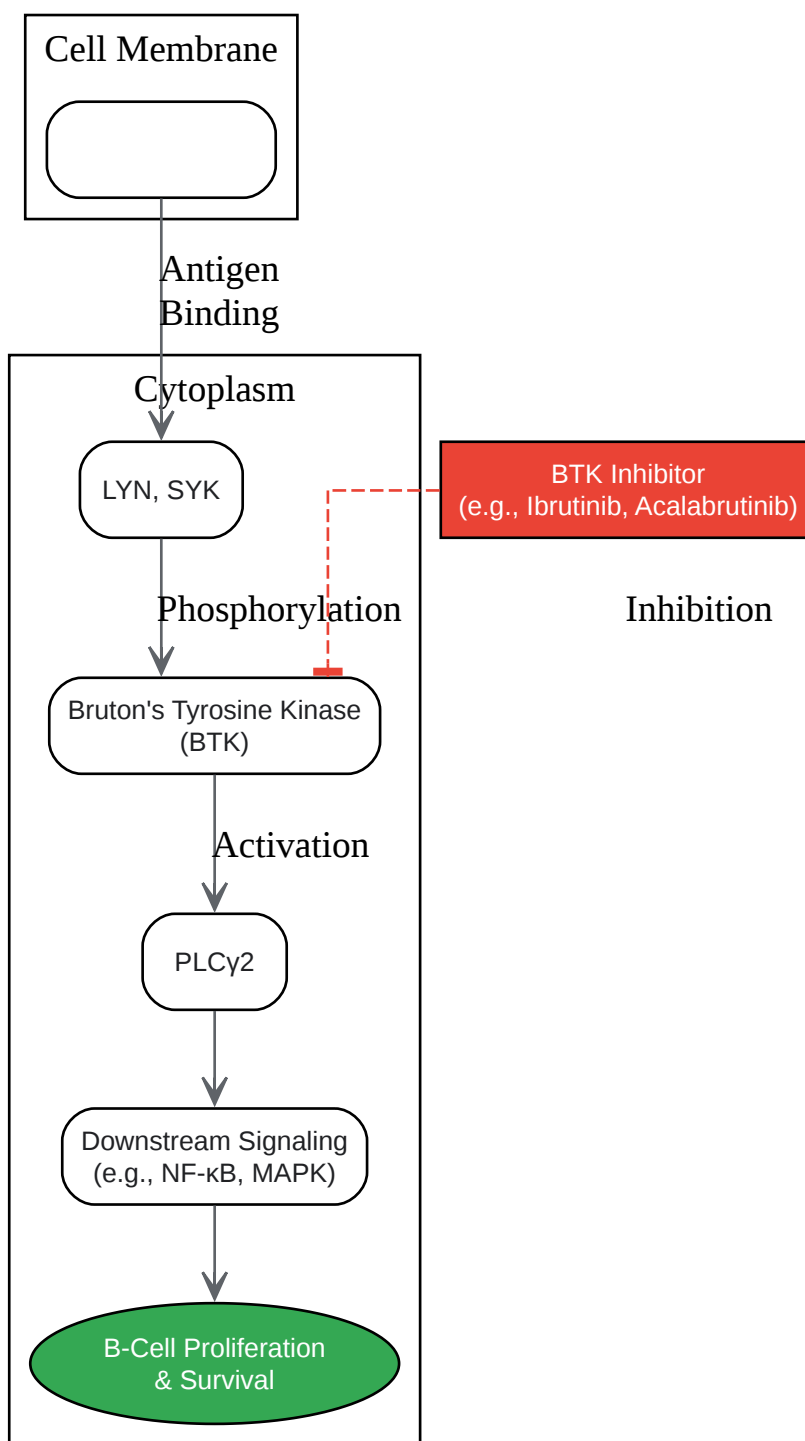 Cell Membrane
Antigen
Binding
Cytoplasm
LYN, SYK
BTK Inhibitor
(e.g., Ibrutinib, Acalabrutinib)
Phosphorylation
Inhibition
Bruton's Tyrosine Kinase
(BTK)
Activation
PLCγ2
Downstream Signaling
(e.g., NF-κB, MAPK)
B-Cell Proliferation
& Survival